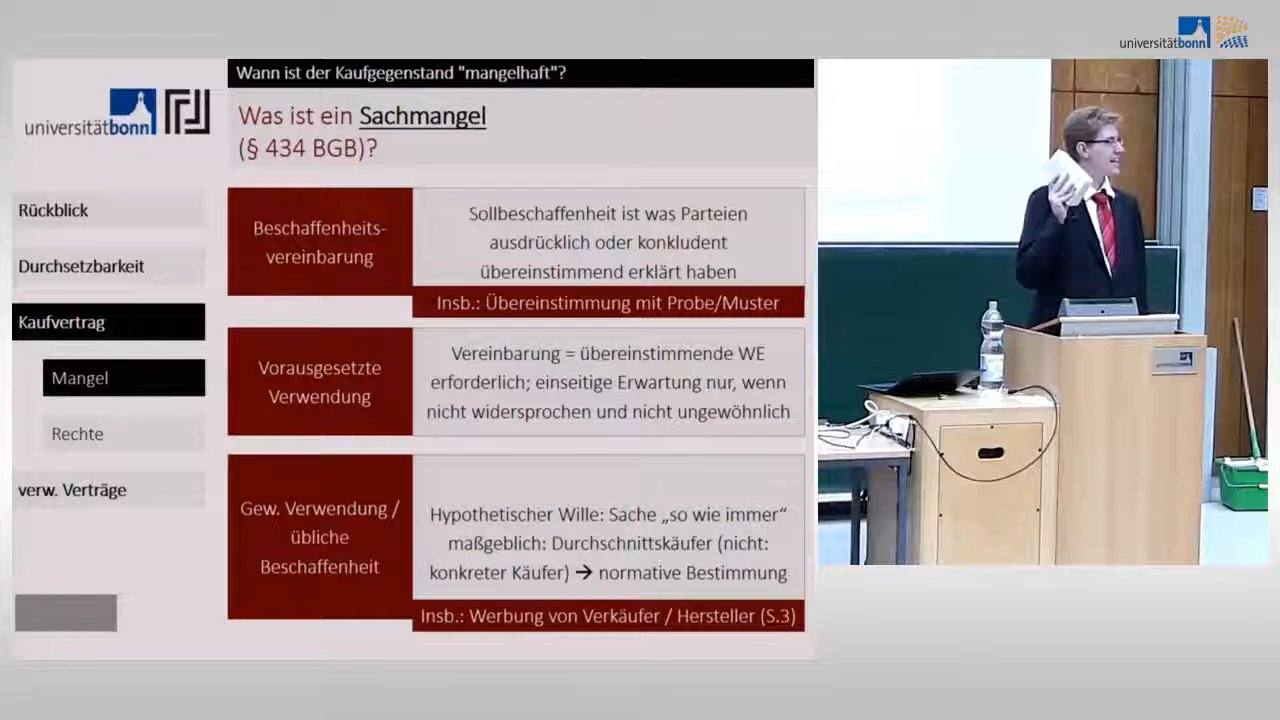 universitätbonn
Wann ist der Kaufgegenstand "mangelhaft"?
universitätbonn
Was ist ein Sachmangel
(§ 434 BGB)?
Rückblick
Durchsetzbarkeit
Kaufvertrag
Mangel
Rechte
verw. Verträge
Beschaffenheits-
vereinbarung
Sollbeschaffenheit ist was Parteien
ausdrücklich oder konkludent
übereinstimmend erklärt haben
Insb.: Übereinstimmung mit Probe/Muster
Vorausgesetzte
Verwendung
Vereinbarung = übereinstimmende WE
erforderlich; einseitige Erwartung nur, wenn
nicht widersprochen und nicht ungewöhnlich
Gew. Verwendung /
übliche
Beschaffenheit
Hypothetischer Wille: Sache „so wie immer“
maßgeblich: Durchschnittskäufer (nicht:
konkreter Käufer) → normative Bestimmung
Insb.: Werbung von Verkäufer / Hersteller (S.3)